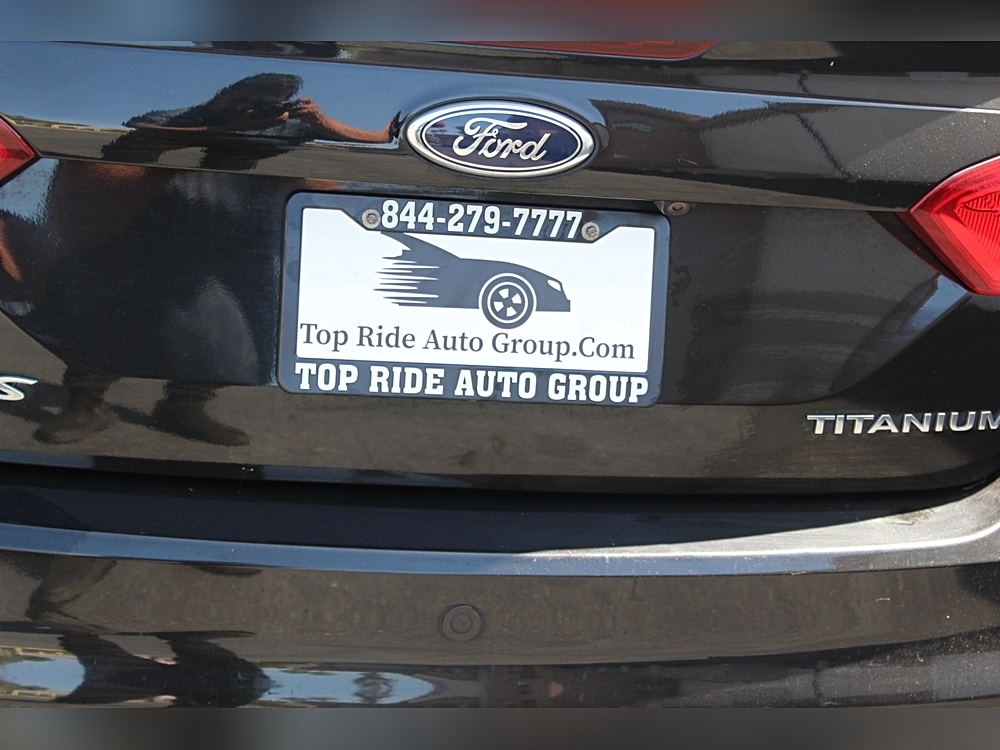 Ford
844-279-7777
Top Ride Auto Group.Com
TOP RIDE AUTO GROUP
S
TITANIUM